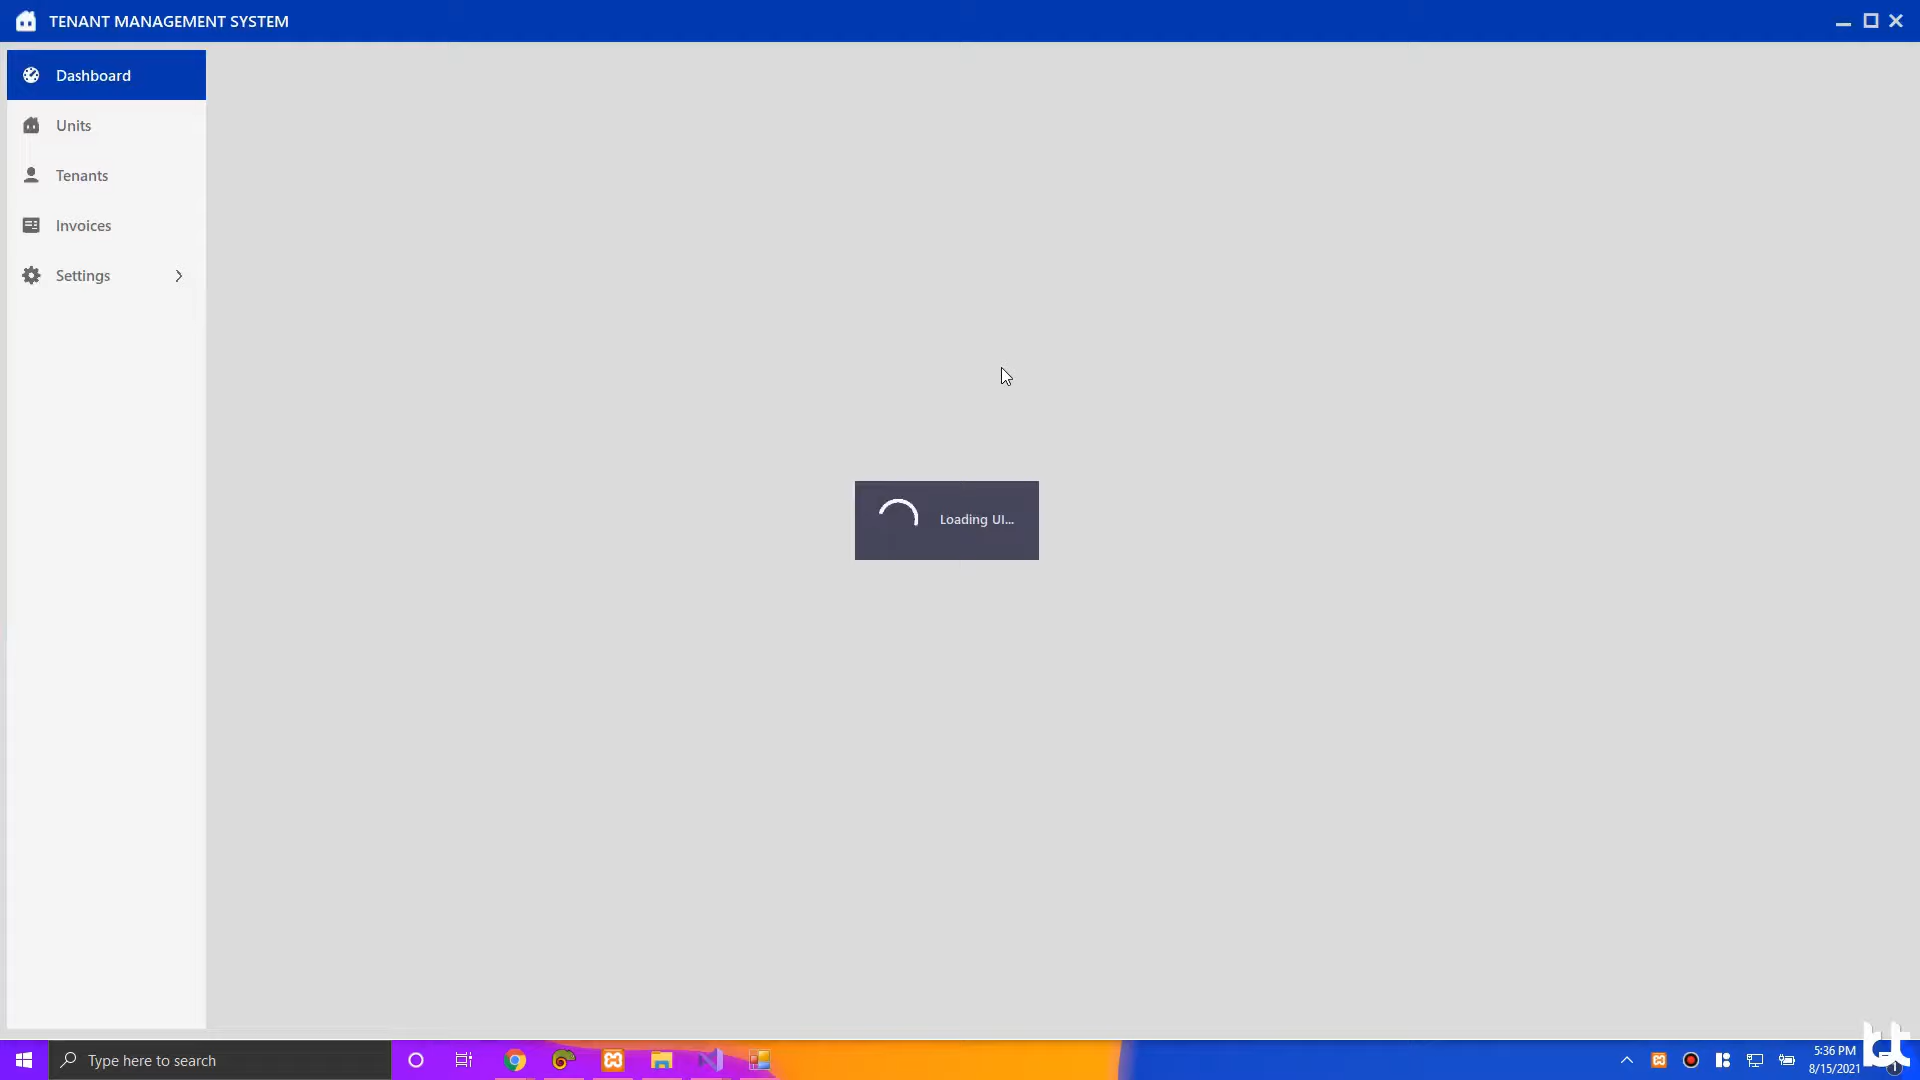 TENANT MANAGEMENT SYSTEM
Dashboard
Units
Tenants
Invoices
Settings
Loading UI...
Type here to search
5:36 PM
8/15/2021
tt